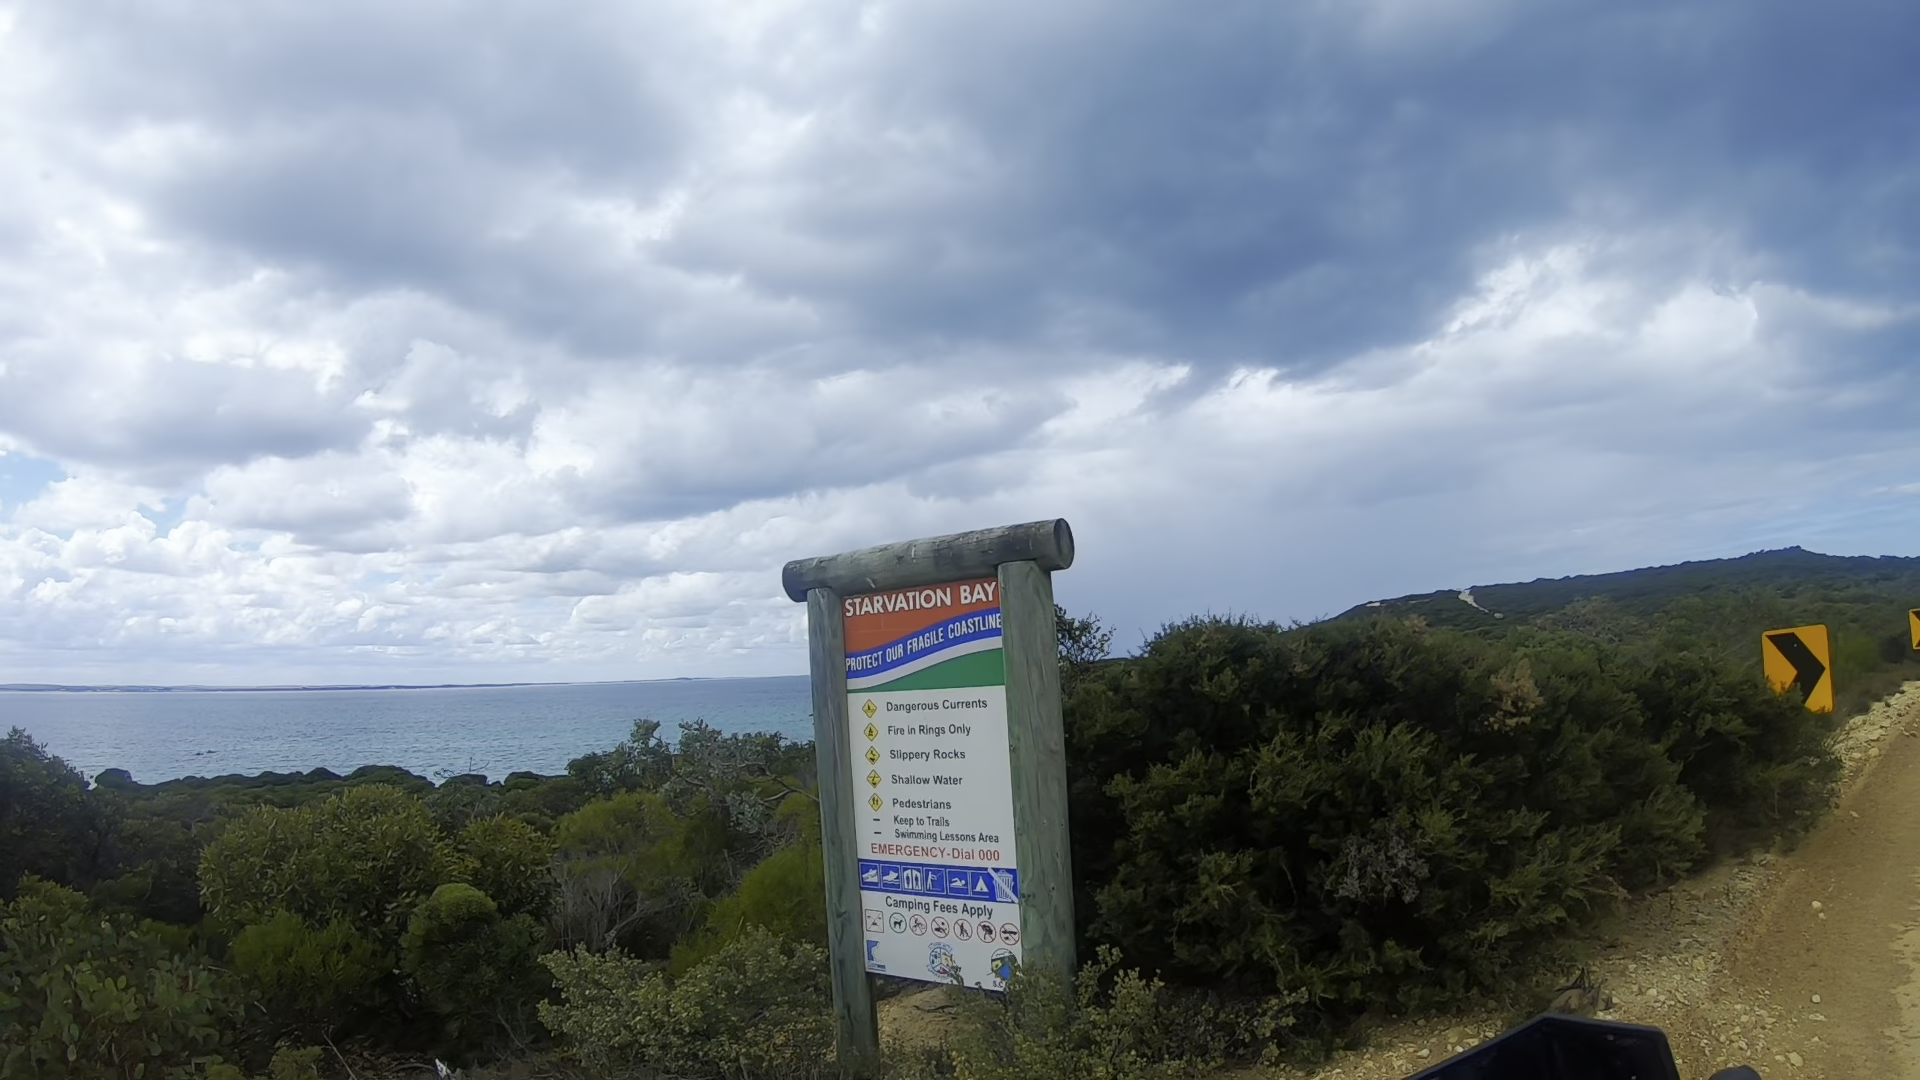 STARVATION BAY
PROTECT OUR FRAGILE COASTLINE
Dangerous Currents
Fire in Rings Only
Slippery Rocks
Shallow Water
Pedestrians
– Keep to Trails
– Swimming Lessons Area
EMERGENCY-Dial 000
Camping Fees Apply